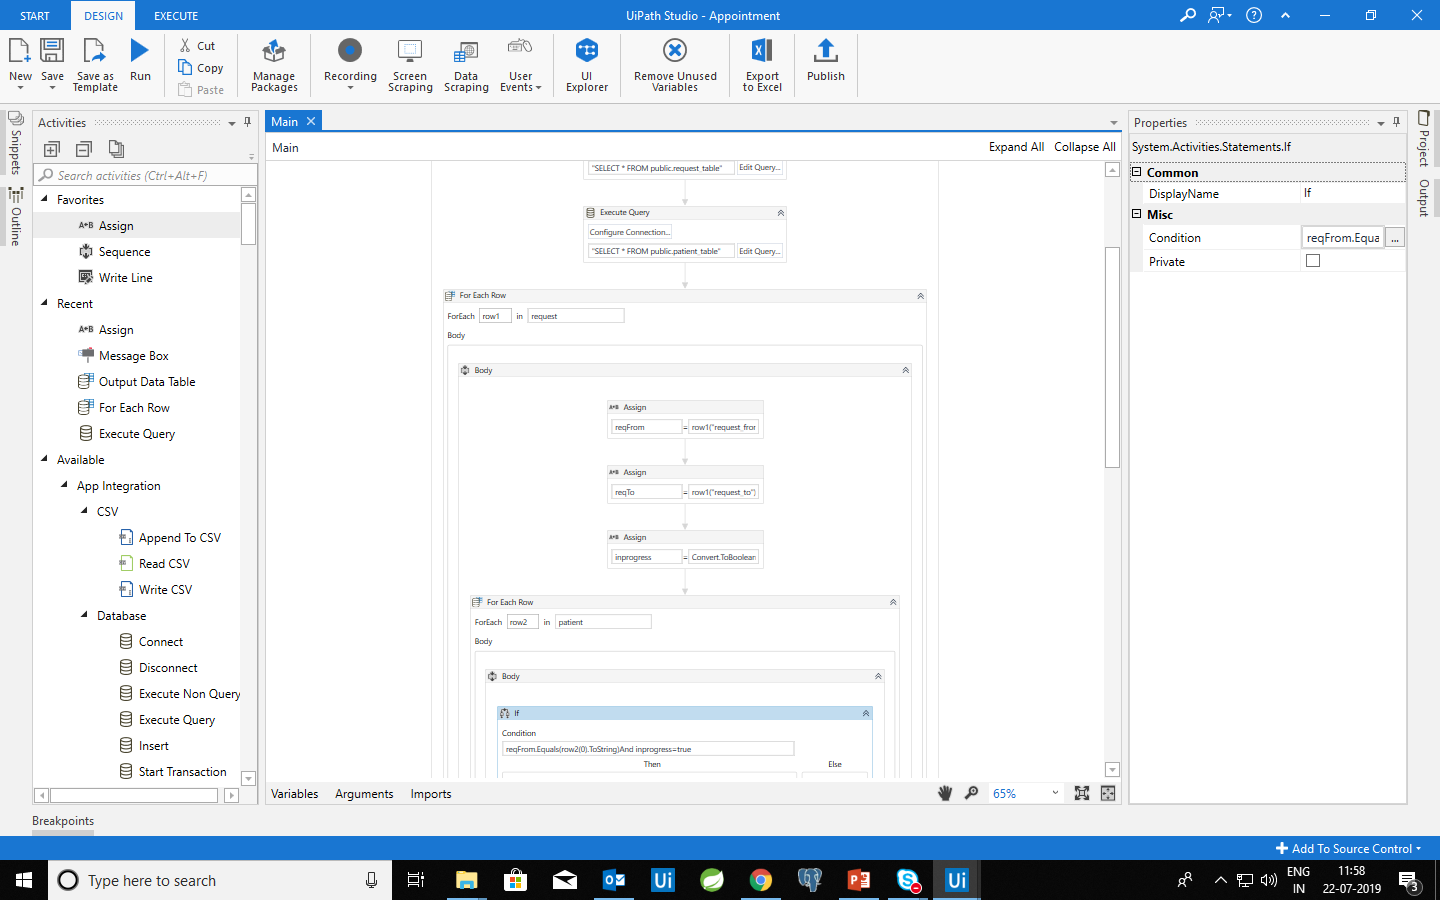 START DESIGN EXECUTE UiPath Studio - Appointment
New Save Save as Template Run
Cut
Copy
Paste
Manage Packages
Recording
Screen Scraping
Data Scraping
User Events
UI Explorer
Remove Unused Variables
Export to Excel
Publish
Snippets
Outline
Activities
Search activities (Ctrl+Alt+F)
Favorites
A+B Assign
Sequence
Write Line
Recent
A+B Assign
Message Box
Output Data Table
For Each Row
Execute Query
Available
App Integration
CSV
Append To CSV
Read CSV
Write CSV
Database
Connect
Disconnect
Execute Non Query
Execute Query
Insert
Start Transaction
Main
Main Expand All Collapse All
"SELECT * FROM public.request_table" Edit Query...
Execute Query
Configure Connection...
"SELECT * FROM public.patient_table" Edit Query...
For Each Row
ForEach row1 in request
Body
Body
A+B Assign
reqFrom = row1("request_fror
A+B Assign
reqTo = row1("request_to")
A+B Assign
inprogress = Convert.ToBoolean
For Each Row
ForEach row2 in patient
Body
Body
If
Condition
reqFrom.Equals(row2(0).ToString)And inprogress=true
Then Else
Variables Arguments Imports 65%
Properties
System.Activities.Statements.If
Common
DisplayName If
Misc
Condition reqFrom.Equa ...
Private
Project
Output
Breakpoints
Add To Source Control
Type here to search
Ui
Ui
ENG
IN
11:58
22-07-2019
3